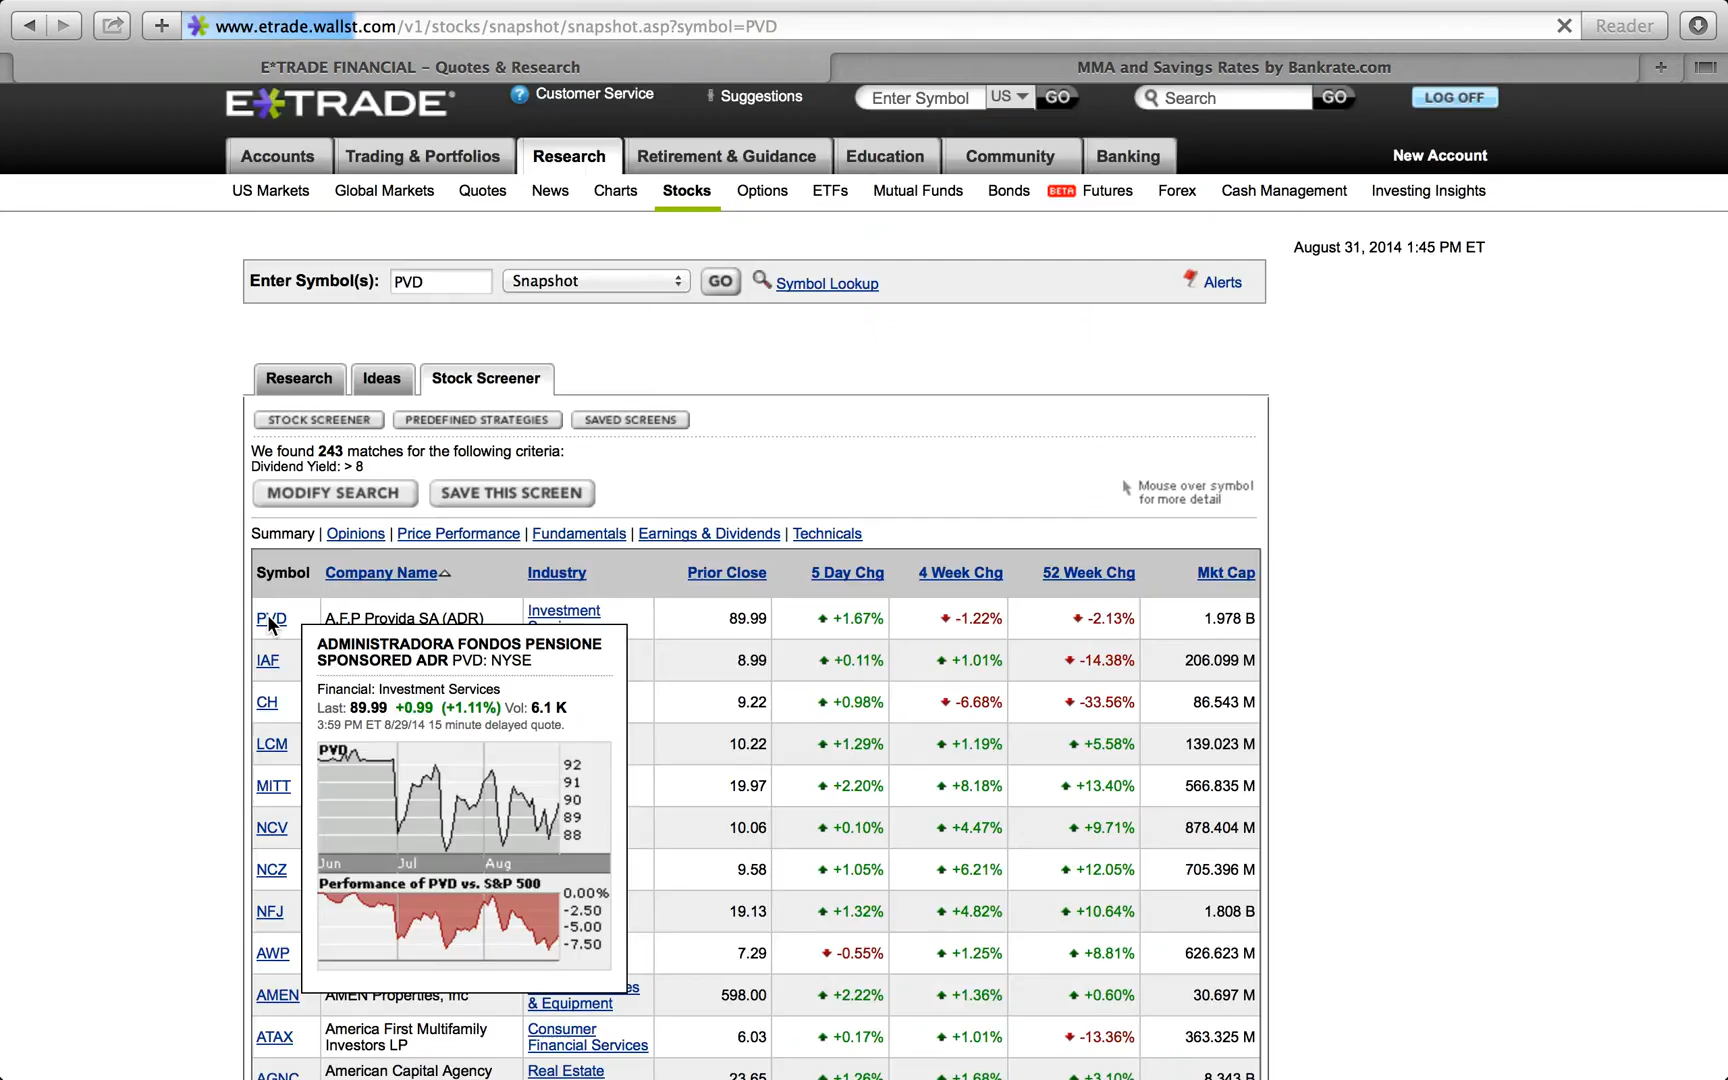 www.etrade.wallst.com/v1/stocks/snapshot/snapshot.asp?symbol=PVD
Reader
E*TRADE FINANCIAL – Quotes & Research
MMA and Savings Rates by Bankrate.com
E*TRADE
Customer Service
Suggestions
Enter Symbol
US
GO
Search
GO
LOG OFF
Accounts
Trading & Portfolios
Research
Retirement & Guidance
Education
Community
Banking
New Account
US Markets
Global Markets
Quotes
News
Charts
Stocks
Options
ETFs
Mutual Funds
Bonds
BETA Futures
Forex
Cash Management
Investing Insights
August 31, 2014 1:45 PM ET
Enter Symbol(s): PVD Snapshot GO Symbol Lookup
Alerts
Research
Ideas
Stock Screener
STOCK SCREENER
PREDEFINED STRATEGIES
SAVED SCREENS
We found 243 matches for the following criteria:
Dividend Yield: > 8
MODIFY SEARCH
SAVE THIS SCREEN
Mouse over symbol
for more detail
Summary | Opinions | Price Performance | Fundamentals | Earnings & Dividends | Technicals
Symbol Company Name Industry Prior Close 5 Day Chg 4 Week Chg 52 Week Chg Mkt Cap
PVD A.F.P Provida SA (ADR) Investment 89.99 +1.67% -1.22% -2.13% 1.978 B
ADMINISTRADORA FONDOS PENSIONE
SPONSORED ADR PVD: NYSE
Financial: Investment Services
Last: 89.99 +0.99 (+1.11%) Vol: 6.1 K
3:59 PM ET 8/29/14 15 minute delayed quote.
PVD
92
91
90
89
88
Jun Jul Aug
Performance of PVD vs. S&P 500
0.00%
-2.50
-5.00
-7.50
IAF 8.99 +0.11% +1.01% -14.38% 206.099 M
CH 9.22 +0.98% -6.68% -33.56% 86.543 M
LCM 10.22 +1.29% +1.19% +5.58% 139.023 M
MITT 19.97 +2.20% +8.18% +13.40% 566.835 M
NCV 10.06 +0.10% +4.47% +9.71% 878.404 M
NCZ 9.58 +1.05% +6.21% +12.05% 705.396 M
NFJ 19.13 +1.32% +4.82% +10.64% 1.808 B
AWP 7.29 -0.55% +1.25% +8.81% 626.623 M
AMEN AMEN Properties, Inc & Equipment 598.00 +2.22% +1.36% +0.60% 30.697 M
ATAX America First Multifamily Investors LP Consumer Financial Services 6.03 +0.17% +1.01% -13.36% 363.325 M
AGNC American Capital Agency Real Estate 23.65 +1.26% +1.68% +3.10% 8.343 B